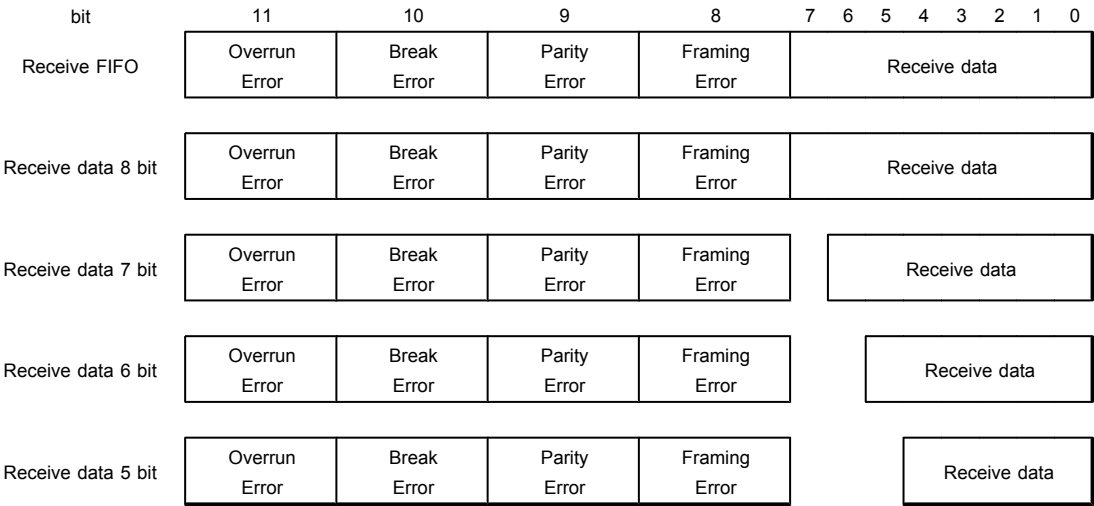 bit 11 10 9 8 7 6 5 4 3 2 1 0
Receive FIFO Overrun Error Break Error Parity Error Framing Error Receive data
Receive data 8 bit Overrun Error Break Error Parity Error Framing Error Receive data
Receive data 7 bit Overrun Error Break Error Parity Error Framing Error Receive data
Receive data 6 bit Overrun Error Break Error Parity Error Framing Error Receive data
Receive data 5 bit Overrun Error Break Error Parity Error Framing Error Receive data